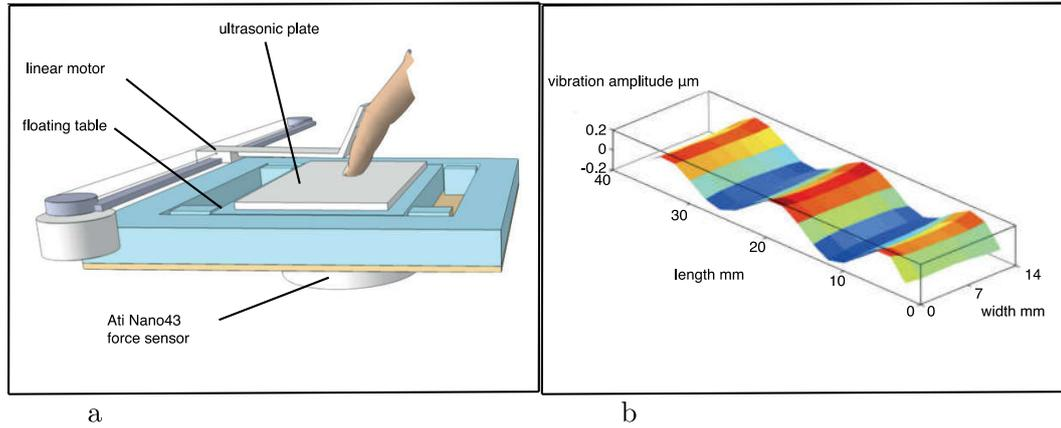 ultrasonic plate
linear motor
floating table
Ati Nano43
force sensor
a
vibration amplitude µm
0.2
0
-0.2
40
30
20
10
0
length mm
0
7
14
width mm
b